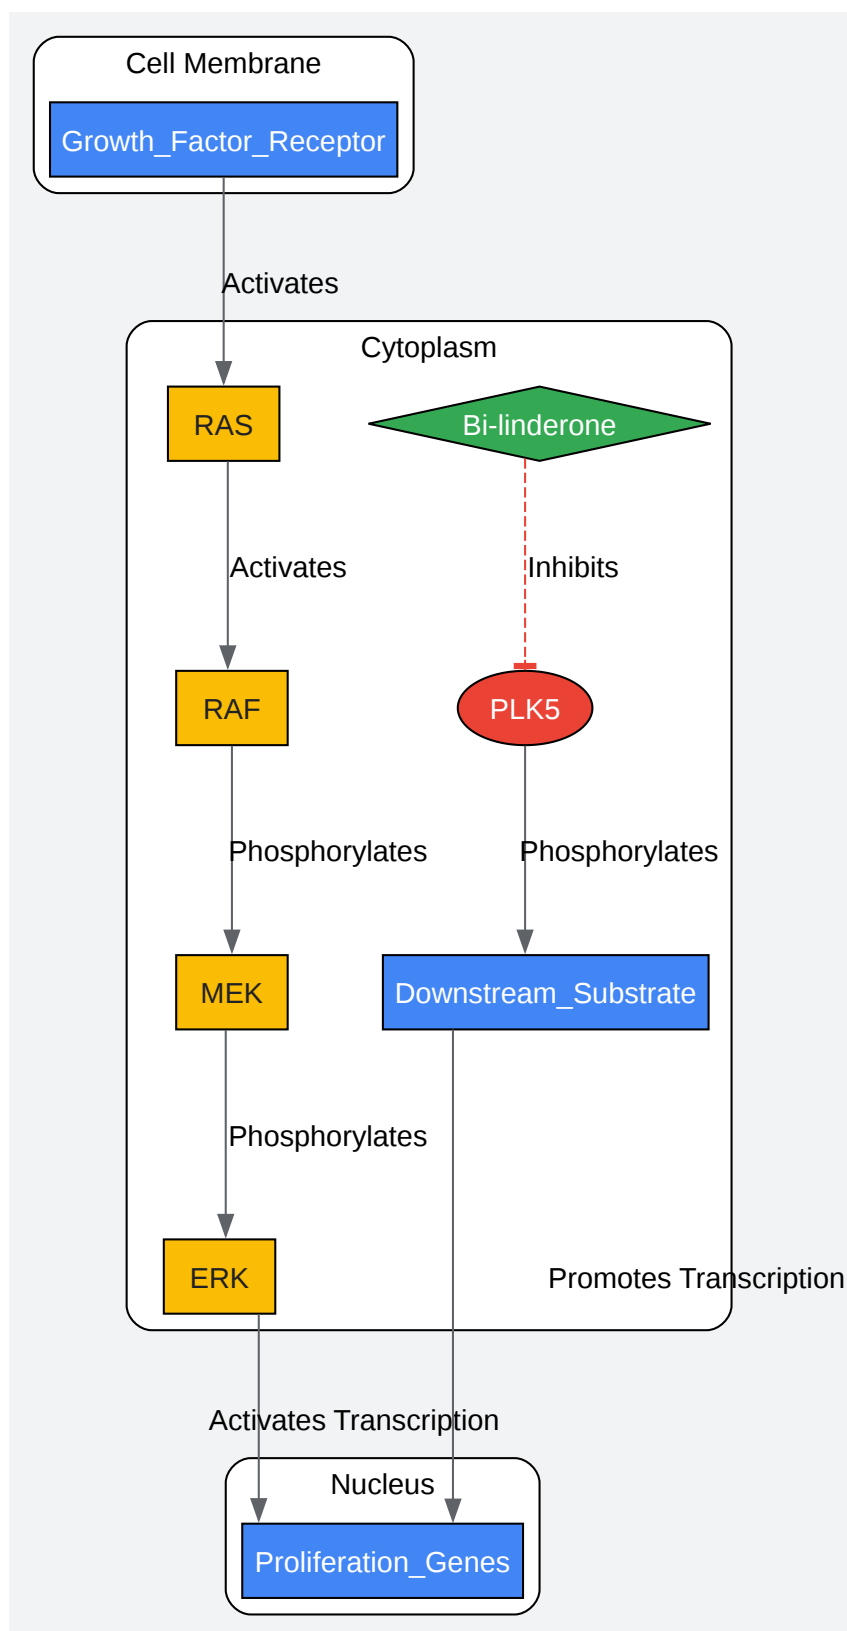 Cell Membrane
Growth_Factor_Receptor
Activates
Cytoplasm
RAS
Bi-linderone
Activates
Inhibits
RAF
PLK5
Phosphorylates
Phosphorylates
MEK
Downstream_Substrate
Phosphorylates
ERK
Promotes Transcription
Activates Transcription
Nucleus
Proliferation_Genes